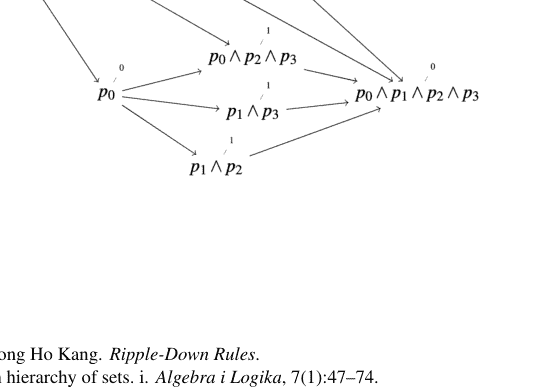 1
p₀ ∧ p₂ ∧ p₃
0
0
p₀
1
p₀ ∧ p₁ ∧ p₂ ∧ p₃
p₁ ∧ p₃
1
p₁ ∧ p₂
ong Ho Kang. Ripple-Down Rules.
hierarchy of sets. i. Algebra i Logika, 7(1):47–74.